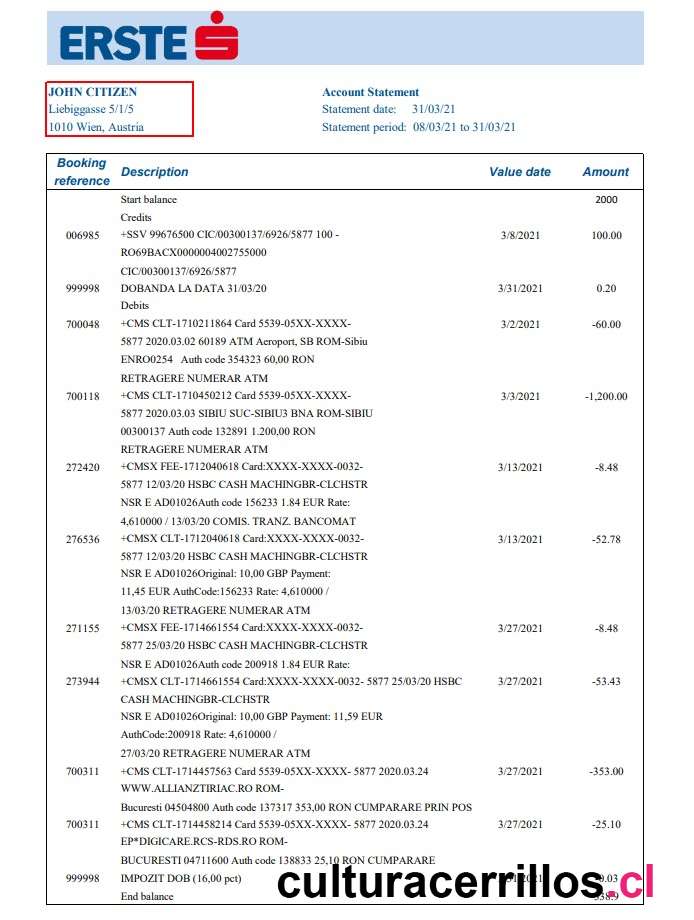 ERSTE
JOHN CITIZEN
Liebiggasse 5/1/5
1010 Wien, Austria
Account Statement
Statement date: 31/03/21
Statement period: 08/03/21 to 31/03/21
Booking reference Description Value date Amount
Start balance 2000
Credits
006985 +SSV 99676500 CIC/00300137/6926/5877 100 - 3/8/2021 100.00
RO69BACX0000004002755000
CIC/00300137/6926/5877
999998 DOBANDA LA DATA 31/03/20 3/31/2021 0.20
Debits
700048 +CMS CLT-1710211864 Card 5539-05XX-XXXX- 3/2/2021 -60.00
5877 2020.03.02 60189 ATM Aeroport, SB ROM-Sibiu
ENRO0254 Auth code 354323 60,00 RON
RETRAGERE NUMERAR ATM
700118 +CMS CLT-1710450212 Card 5539-05XX-XXXX- 3/3/2021 -1,200.00
5877 2020.03.03 SIBIU SUC-SIBIU3 BNA ROM-SIBIU
00300137 Auth code 132891 1.200,00 RON
RETRAGERE NUMERAR ATM
272420 +CMSX FEE-1712040618 Card:XXXX-XXXX-0032- 3/13/2021 -8.48
5877 12/03/20 HSBC CASH MACHINGBR-CLCHSTR
NSR E AD01026Auth code 156233 1.84 EUR Rate:
4,610000 / 13/03/20 COMIS. TRANZ. BANCOMAT
276536 +CMSX CLT-1712040618 Card:XXXX-XXXX-0032- 3/13/2021 -52.78
5877 12/03/20 HSBC CASH MACHINGBR-CLCHSTR
NSR E AD01026Original: 10,00 GBP Payment:
11,45 EUR AuthCode:156233 Rate: 4,610000 /
13/03/20 RETRAGERE NUMERAR ATM
271155 +CMSX FEE-1714661554 Card:XXXX-XXXX-0032- 3/27/2021 -8.48
5877 25/03/20 HSBC CASH MACHINGBR-CLCHSTR
NSR E AD01026Auth code 200918 1.84 EUR Rate:
273944 +CMSX CLT-1714661554 Card:XXXX-XXXX-0032- 5877 25/03/20 HSBC 3/27/2021 -53.43
CASH MACHINGBR-CLCHSTR
NSR E AD01026Original: 10,00 GBP Payment: 11,59 EUR
AuthCode:200918 Rate: 4,610000 /
27/03/20 RETRAGERE NUMERAR ATM
700311 +CMS CLT-1714457563 Card 5539-05XX-XXXX- 5877 2020.03.24 3/27/2021 -353.00
WWW.ALLIANZTIRIAC.RO ROM-
Bucuresti 04504800 Auth code 137317 353,00 RON CUMPARARE PRIN POS
700311 +CMS CLT-1714458214 Card 5539-05XX-XXXX- 5877 2020.03.24 3/27/2021 -25.10
EP*DIGICARE.RCS-RDS.RO ROM-
BUCURESTI 04711600 Auth code 138833 25,10 RON CUMPARARE
999998 IMPOZIT DOB (16,00 pct)
End balance
culturacerrillos.cl